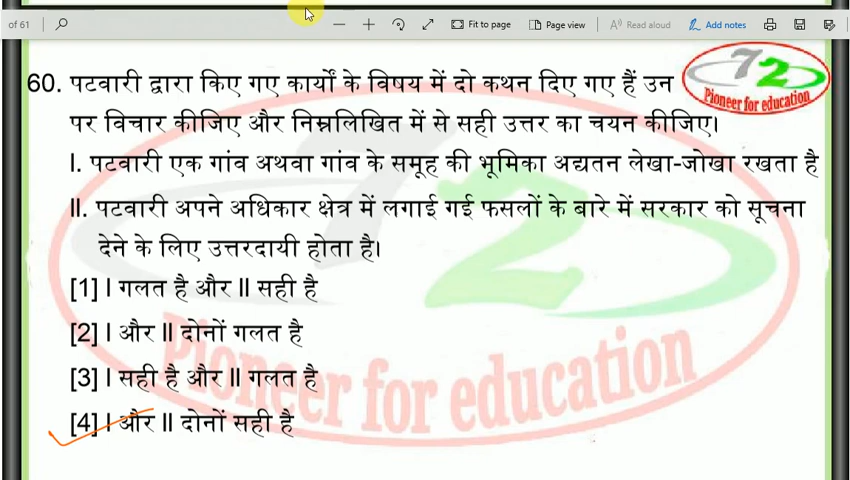 of 61
Fit to page
Page view
Read aloud
Add notes
60. पटवारी द्वारा किए गए कार्यों के विषय में दो कथन दिए गए हैं उन
पर विचार कीजिए और निम्नलिखित में से सही उत्तर का चयन कीजिए।
I. पटवारी एक गांव अथवा गांव के समूह की भूमिका अद्यतन लेखा-जोखा रखता है
II. पटवारी अपने अधिकार क्षेत्र में लगाई गई फसलों के बारे में सरकार को सूचना
देने के लिए उत्तरदायी होता है।
[1] I गलत है और II सही है
[2] I और II दोनों गलत है
[3] I सही है और II गलत है
[4] I और II दोनों सही है
72
Pioneer for education
72
Pioneer for education